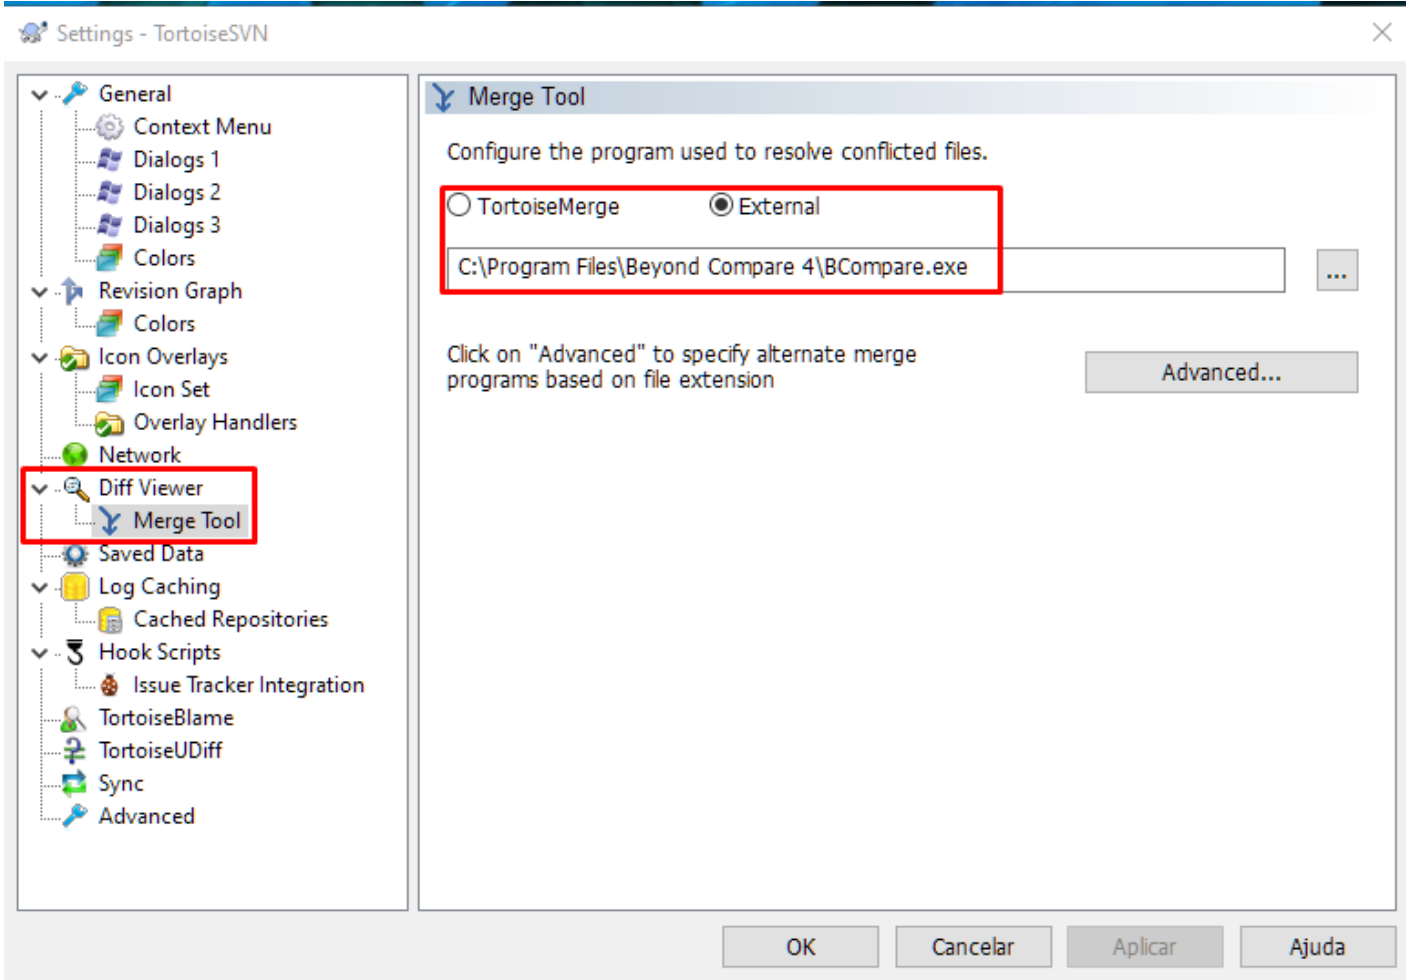 Settings - TortoiseSVN
General
Context Menu
Dialogs 1
Dialogs 2
Dialogs 3
Colors
Revision Graph
Colors
Icon Overlays
Icon Set
Overlay Handlers
Network
Diff Viewer
Merge Tool
Saved Data
Log Caching
Cached Repositories
Hook Scripts
Issue Tracker Integration
TortoiseBlame
TortoiseUDiff
Sync
Advanced
Merge Tool
Configure the program used to resolve conflicted files.
TortoiseMerge External
C:\Program Files\Beyond Compare 4\BCompare.exe
...
Click on "Advanced" to specify alternate merge
programs based on file extension
Advanced...
OK Cancelar Aplicar Ajuda